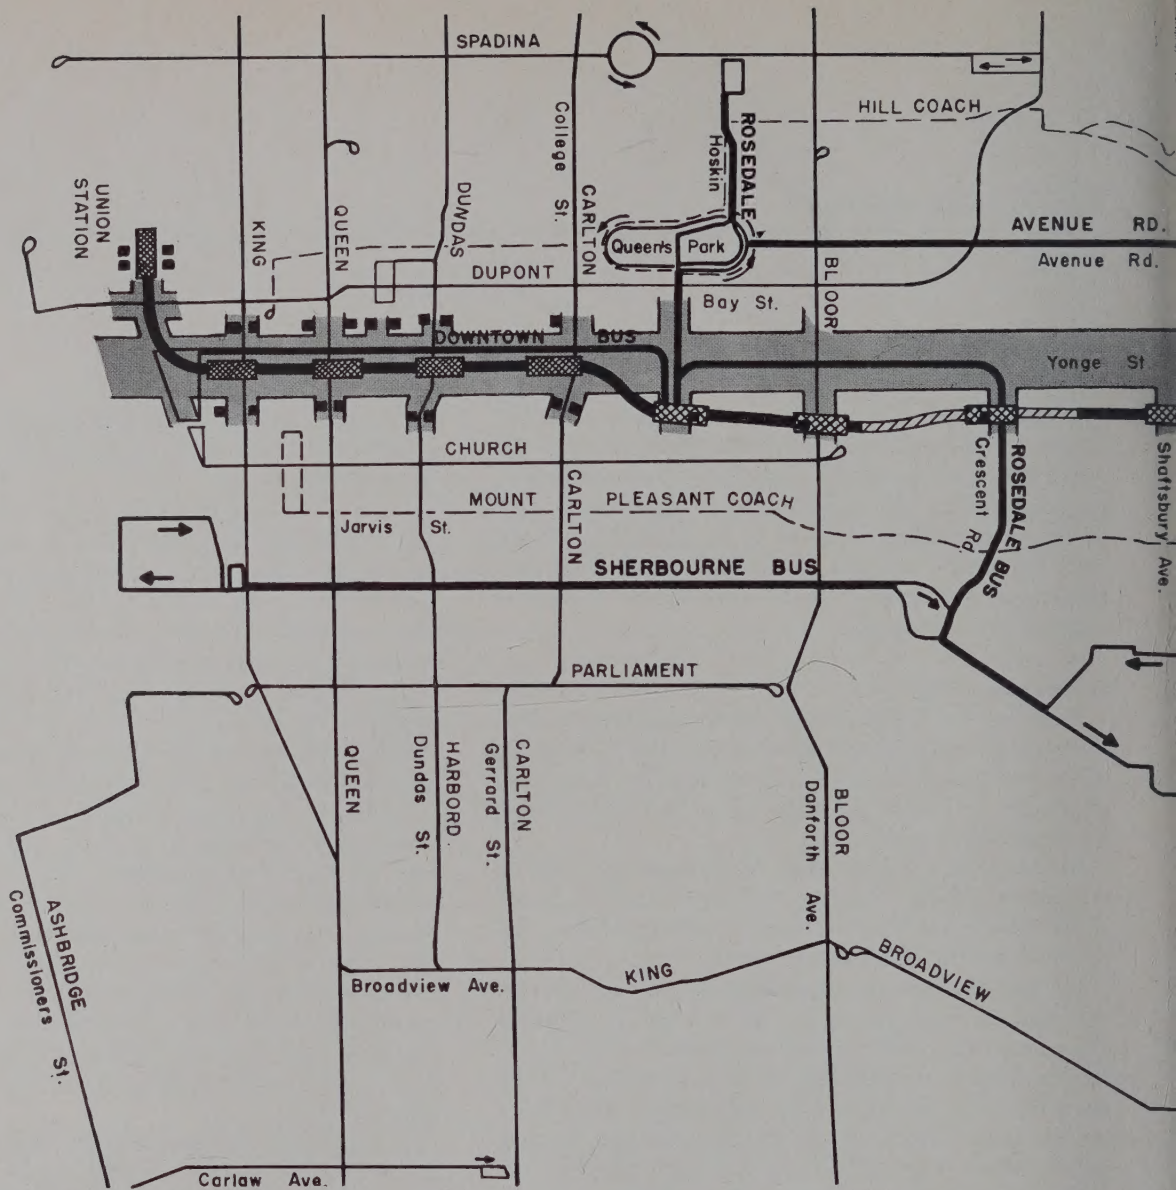 SPADINA
HILL COACH
College St.
CARLTON
ROSEDALE
Hoskin
UNION
STATION
KING
QUEEN
DUNDAS
Queen's Park
AVENUE RD.
Avenue Rd.
DUPONT
BLOOR
Bay St.
DOWNTOWN BUS
Yonge St
CHURCH
MOUNT PLEASANT COACH
CARLTON
Jarvis St.
Crescent Rd.
ROSEDALE BUS
Shaftsbury Ave.
SHERBOURNE BUS
PARLIAMENT
QUEEN
HARBORD
Dundas St.
CARLTON
Gerrard St.
BLOOR
Danforth Ave.
ASHBRIDGE
Commissioners St.
Broadview Ave.
KING
BROADVIEW
Carlaw Ave.